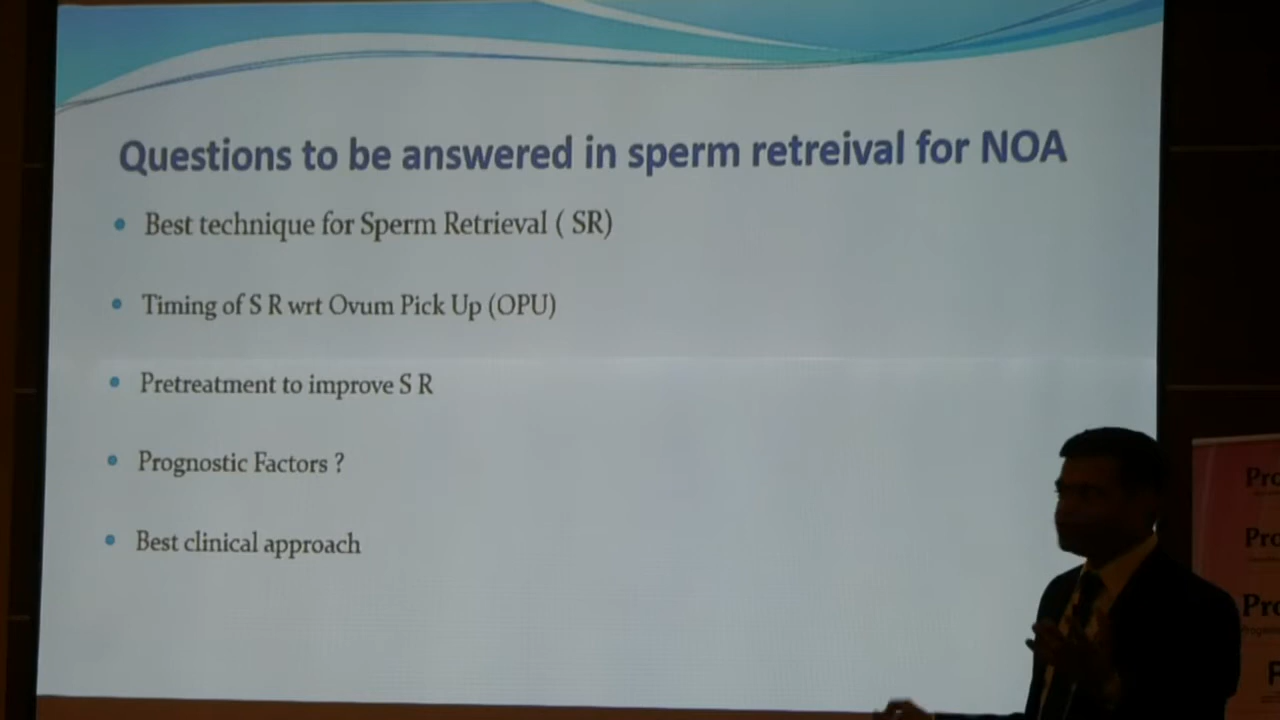 Questions to be answered in sperm retreival for NOA
Best technique for Sperm Retrieval ( SR)
Timing of S R wrt Ovum Pick Up (OPU)
Pretreatment to improve S R
Prognostic Factors ?
Best clinical approach